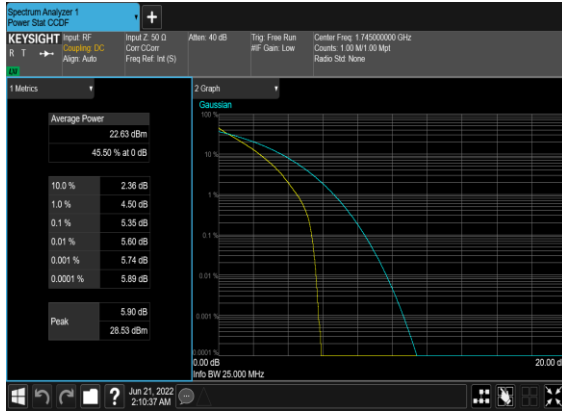 Spectrum Analyzer 1
Power Stat CCDF
+
KEYSIGHT
R T
LU
Input: RF
Coupling: DC
Align: Auto
Input Z: 50 Ω
Corr CCorr
Freq Ref: Int (S)
Atten: 40 dB
Trig: Free Run
#IF Gain: Low
Center Freq: 1.745000000 GHz
Counts: 1.00 M/1.00 Mpt
Radio Std: None
1 Metrics
Average Power
22.63 dBm
45.50 % at 0 dB
10.0 % 2.36 dB
1.0 % 4.50 dB
0.1 % 5.35 dB
0.01 % 5.60 dB
0.001 % 5.74 dB
0.0001 % 5.89 dB
Peak
5.90 dB
28.53 dBm
2 Graph
Gaussian
100 %
10 %
1 %
0.1 %
0.01 %
0.001 %
0.0001 %
0.00 dB
20.00 d
Info BW 25.000 MHz
?
Jun 21, 2022
2:10:37 AM